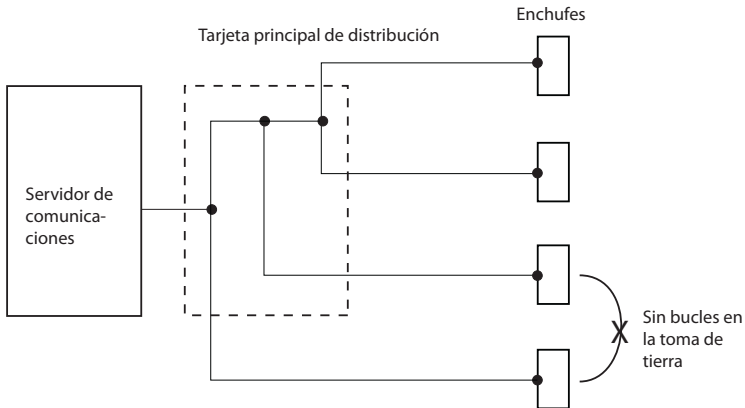 Enchufes
Tarjeta principal de distribución
Servidor de
comunica-
ciones
Sin bucles en
la toma de
tierra
X